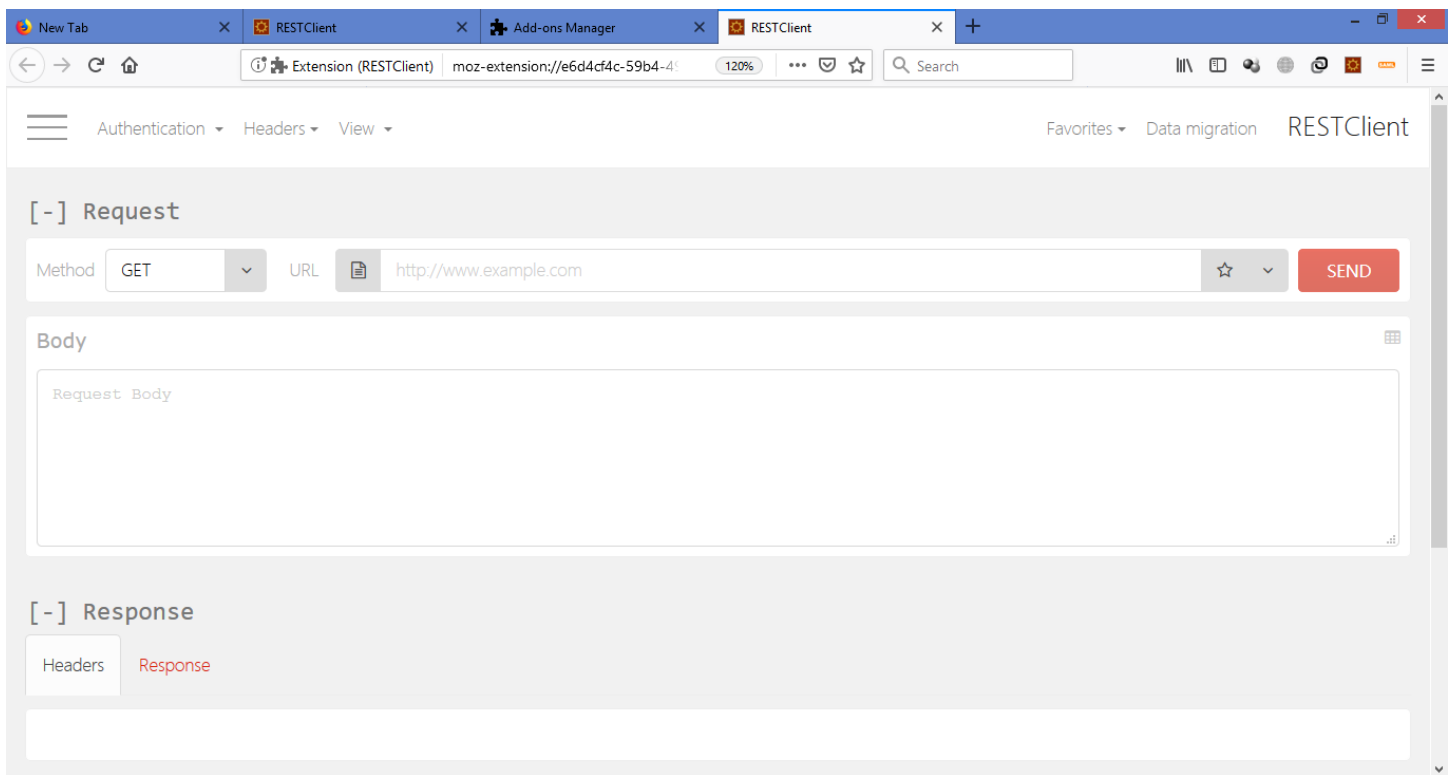 New Tab RESTClient Add-ons Manager RESTClient
Extension (RESTClient) moz-extension://e6d4cf4c-59b4-4 120% Search
Authentication Headers View Favorites Data migration RESTClient
[-] Request
Method GET URL http://www.example.com SEND
Body
Request Body
[-] Response
Headers Response